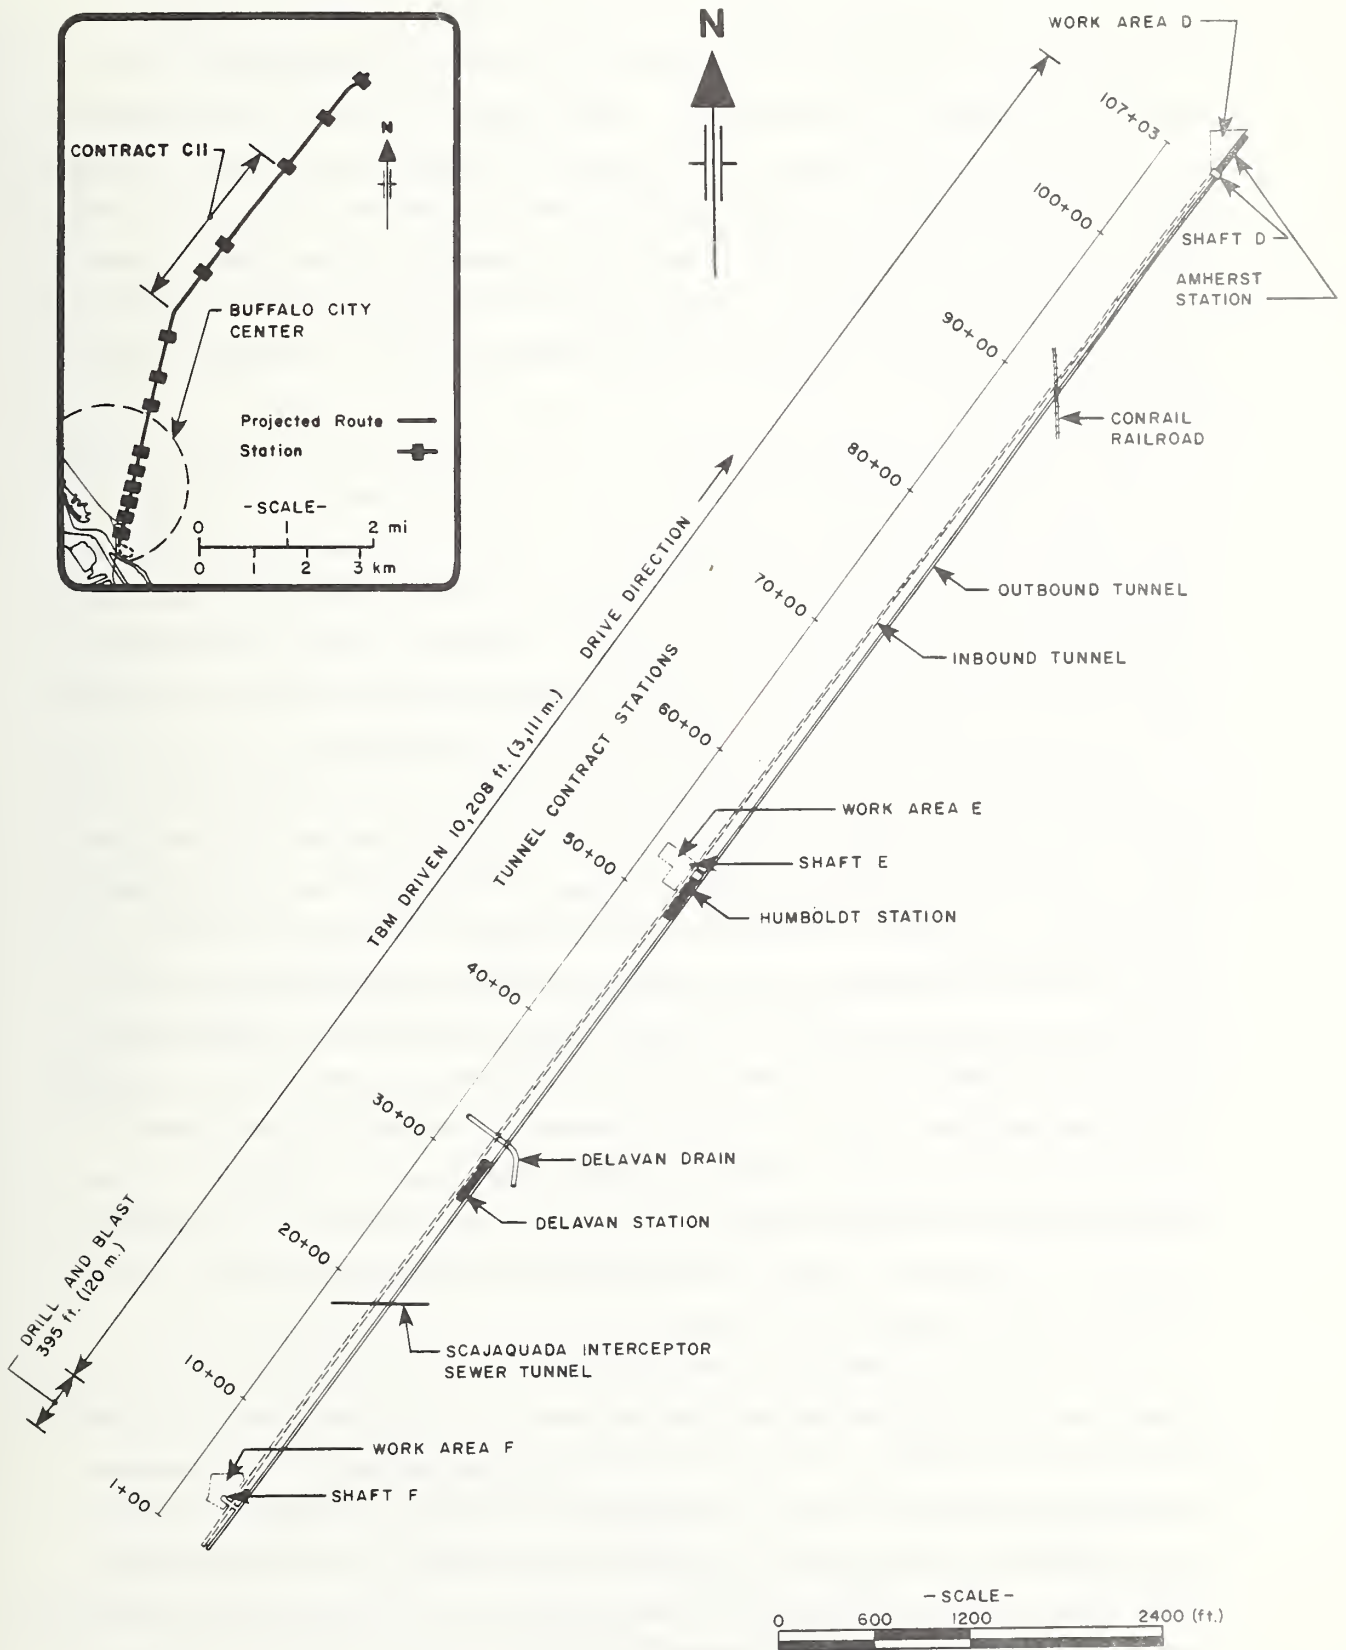 N
CONTRACT C11
N
BUFFALO CITY
CENTER
Projected Route
Station
-SCALE-
0 1 2 mi
0 1 2 3 km
N
WORK AREA D
107+03
100+00
SHAFT D
AMHERST
STATION
90+00
CONRAIL
RAILROAD
80+00
DRIVE DIRECTION
70+00
OUTBOUND TUNNEL
INBOUND TUNNEL
TUNNEL CONTRACT STATIONS
60+00
TBM DRIVEN 10,208 ft. (3,111 m.)
WORK AREA E
50+00
SHAFT E
HUMBOLDT STATION
40+00
30+00
DELAVAN DRAIN
DELAVAN STATION
20+00
DRILL AND BLAST
395 ft. (120 m.)
SCAJAQUADA INTERCEPTOR
SEWER TUNNEL
10+00
WORK AREA F
1+00
SHAFT F
-SCALE-
0 600 1200 2400 (ft.)